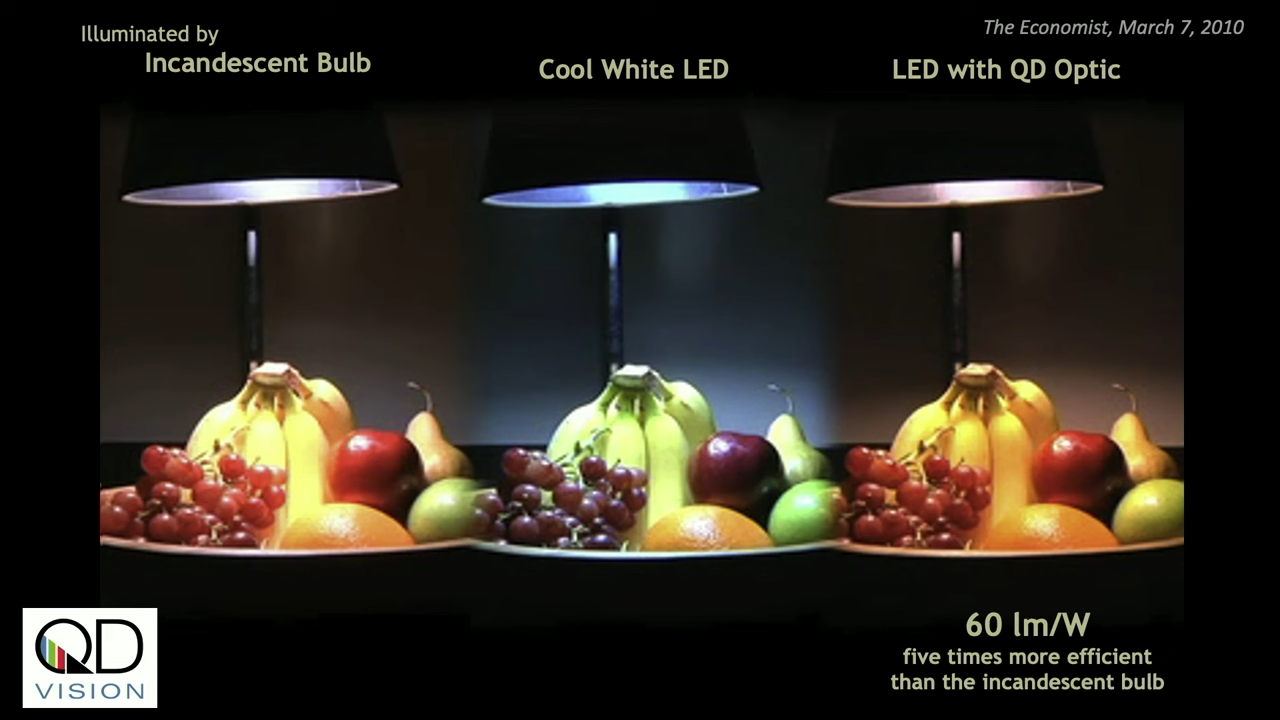 Illuminated by
Incandescent Bulb
Cool White LED
LED with QD Optic
The Economist, March 7, 2010
60 lm/W
five times more efficient
than the incandescent bulb
QD
VISION